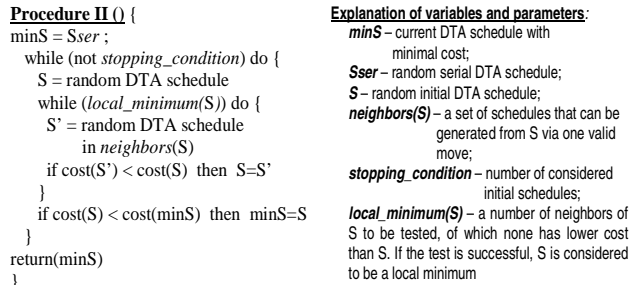 Procedure II () {
minS = Sser ;
while (not stopping_condition) do {
S = random DTA schedule
while (local_minimum(S)) do {
S' = random DTA schedule
in neighbors(S)
if cost(S') < cost(S) then S=S'
}
if cost(S) < cost(minS) then minS=S
}
return(minS)
}
Explanation of variables and parameters:
minS – current DTA schedule with
minimal cost;
Sser – random serial DTA schedule;
S – random initial DTA schedule;
neighbors(S) – a set of schedules that can be
generated from S via one valid
move;
stopping_condition – number of considered
initial schedules;
local_minimum(S) – a number of neighbors of
S to be tested, of which none has lower cost
than S. If the test is successful, S is considered
to be a local minimum